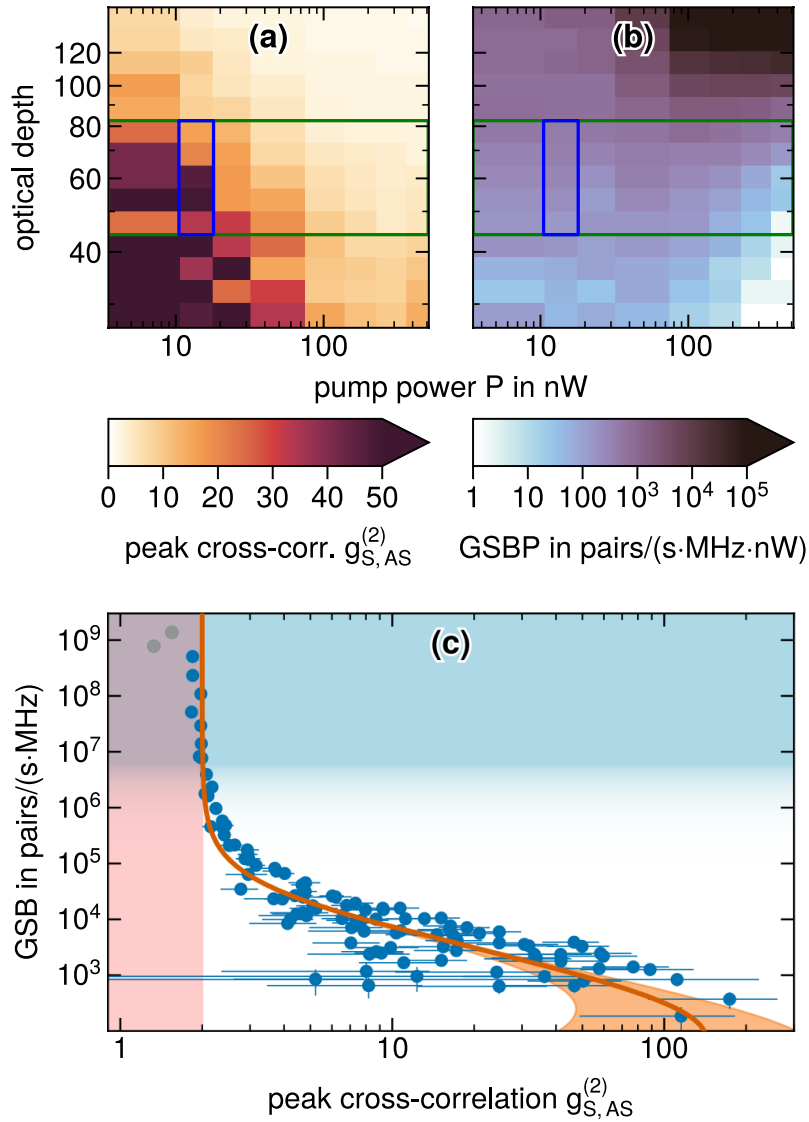 (a) (b)
optical depth
120
100
80
60
40
10 100 10 100
pump power P in nW
0 10 20 30 40 50 1 10 100 10³ 10⁴ 10⁵
peak cross-corr. g_{S,AS}^{(2)} GSBP in pairs/(s·MHz·nW)
(c)
GSB in pairs/(s·MHz)
10⁹
10⁸
10⁷
10⁶
10⁵
10⁴
10³
1 10 100
peak cross-correlation g_{S,AS}^{(2)}